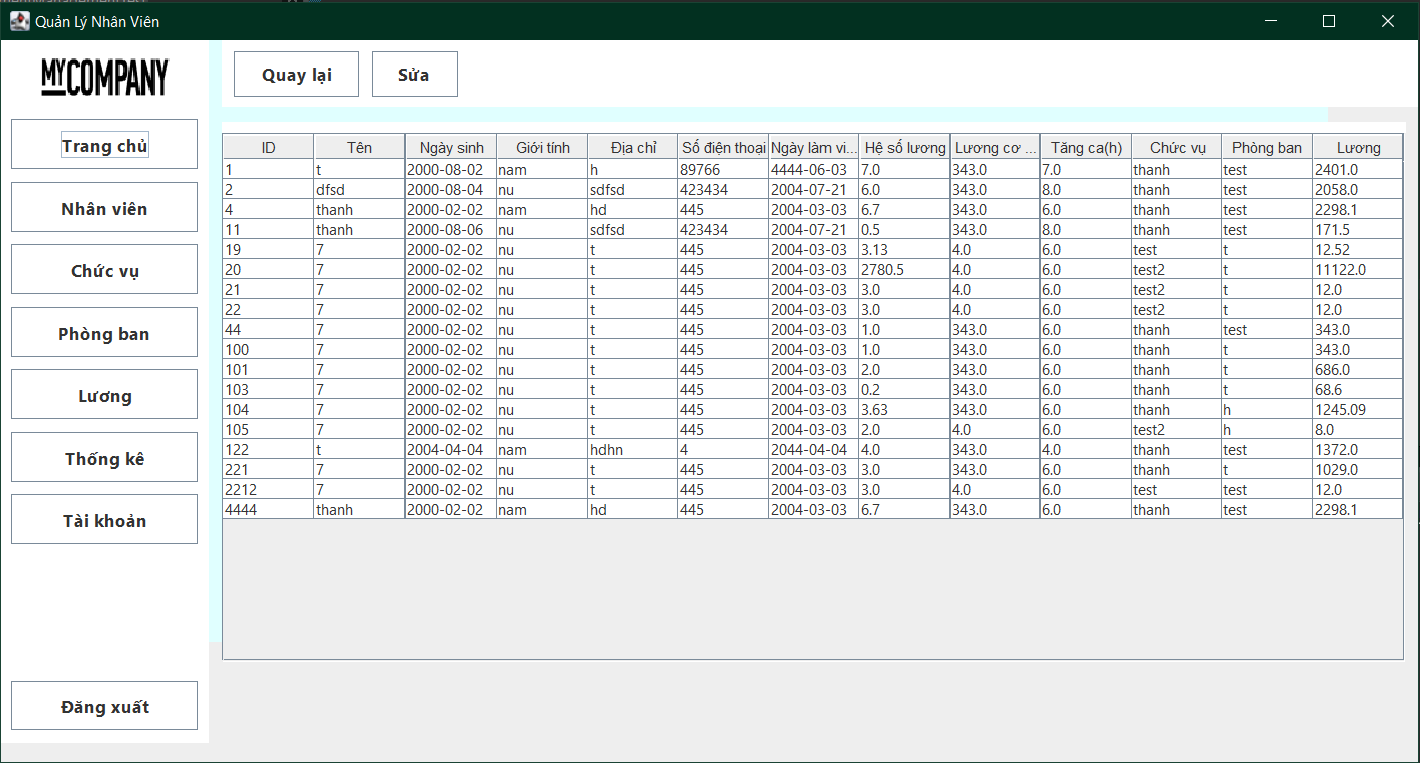 Quản Lý Nhân Viên
MYCOMPANY
Quay lại Sửa
Trang chủ
Nhân viên
Chức vụ
Phòng ban
Lương
Thống kê
Tài khoản
Đăng xuất
ID Tên Ngày sinh Giới tính Địa chỉ Số điện thoại Ngày làm vi... Hệ số lương Lương cơ ... Tăng ca(h) Chức vụ Phòng ban Lương
1 t 2000-08-02 nam h 89766 4444-06-03 7.0 343.0 7.0 thanh test 2401.0
2 dfsd 2000-08-04 nu sdfsd 423434 2004-07-21 6.0 343.0 8.0 thanh test 2058.0
4 thanh 2000-02-02 nam hd 445 2004-03-03 6.7 343.0 6.0 thanh test 2298.1
11 thanh 2000-08-06 nu sdfsd 423434 2004-07-21 0.5 343.0 8.0 thanh test 171.5
19 7 2000-02-02 nu t 445 2004-03-03 3.13 4.0 6.0 test t 12.52
20 7 2000-02-02 nu t 445 2004-03-03 2780.5 4.0 6.0 test2 t 11122.0
21 7 2000-02-02 nu t 445 2004-03-03 3.0 4.0 6.0 test2 t 12.0
22 7 2000-02-02 nu t 445 2004-03-03 3.0 4.0 6.0 test2 t 12.0
44 7 2000-02-02 nu t 445 2004-03-03 1.0 343.0 6.0 thanh test 343.0
100 7 2000-02-02 nu t 445 2004-03-03 1.0 343.0 6.0 thanh t 343.0
101 7 2000-02-02 nu t 445 2004-03-03 2.0 343.0 6.0 thanh t 686.0
103 7 2000-02-02 nu t 445 2004-03-03 0.2 343.0 6.0 thanh t 68.6
104 7 2000-02-02 nu t 445 2004-03-03 3.63 343.0 6.0 thanh h 1245.09
105 7 2000-02-02 nu t 445 2004-03-03 2.0 4.0 6.0 test2 h 8.0
122 t 2004-04-04 nam hdhn 4 2044-04-04 4.0 343.0 4.0 thanh test 1372.0
221 7 2000-02-02 nu t 445 2004-03-03 3.0 343.0 6.0 thanh t 1029.0
2212 7 2000-02-02 nu t 445 2004-03-03 3.0 4.0 6.0 test test 12.0
4444 thanh 2000-02-02 nam hd 445 2004-03-03 6.7 343.0 6.0 thanh test 2298.1